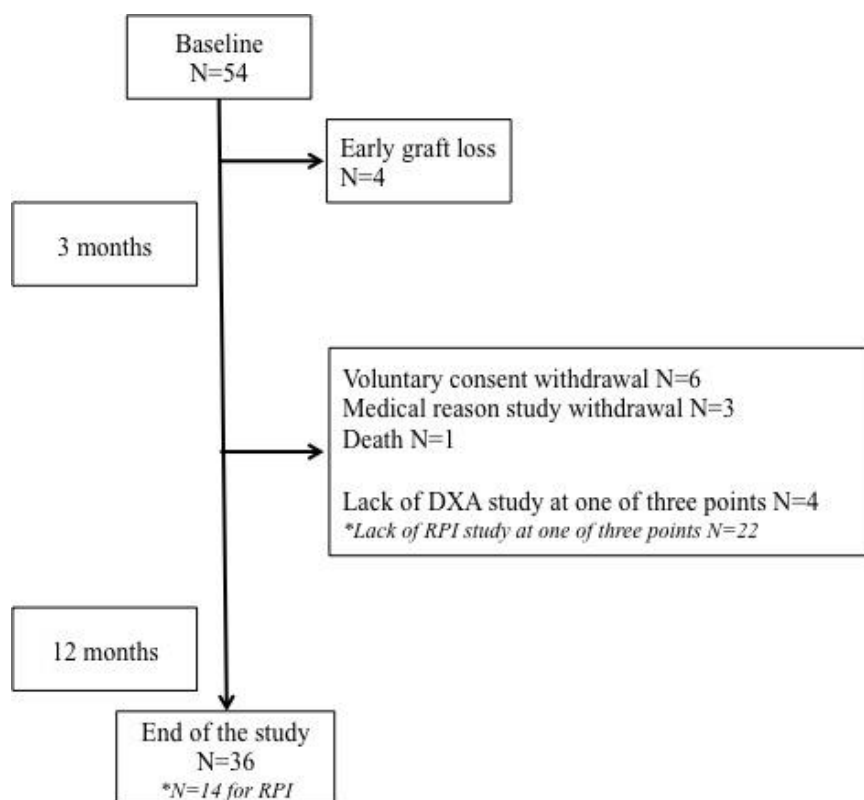 Baseline
N=54
Early graft loss
N=4
3 months
Voluntary consent withdrawal N=6
Medical reason study withdrawal N=3
Death N=1
Lack of DXA study at one of three points N=4
*Lack of RPI study at one of three points N=22
12 months
End of the study
N=36
*N=14 for RPI